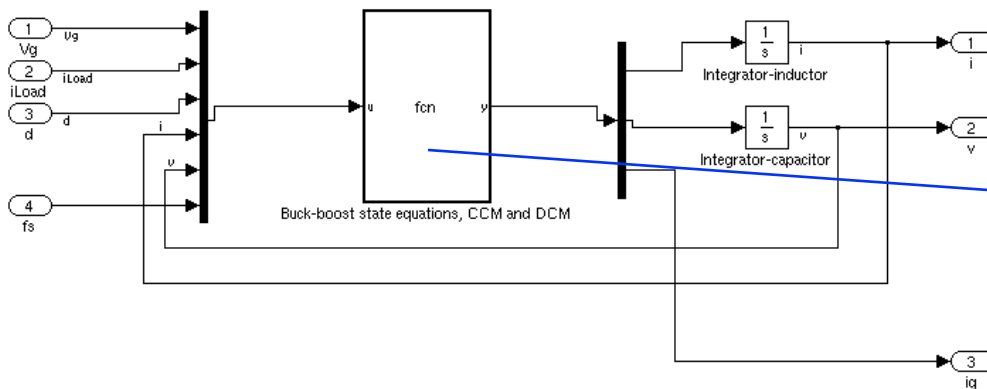 1
Vg
Vg
2
iLoad
iLoad
3
d
d
i
v
4
fs
u
fcn
y
Buck-boost state equations, CCM and DCM
1
s
i
Integrator-inductor
1
s
v
Integrator-capacitor
1
i
2
v
3
ig